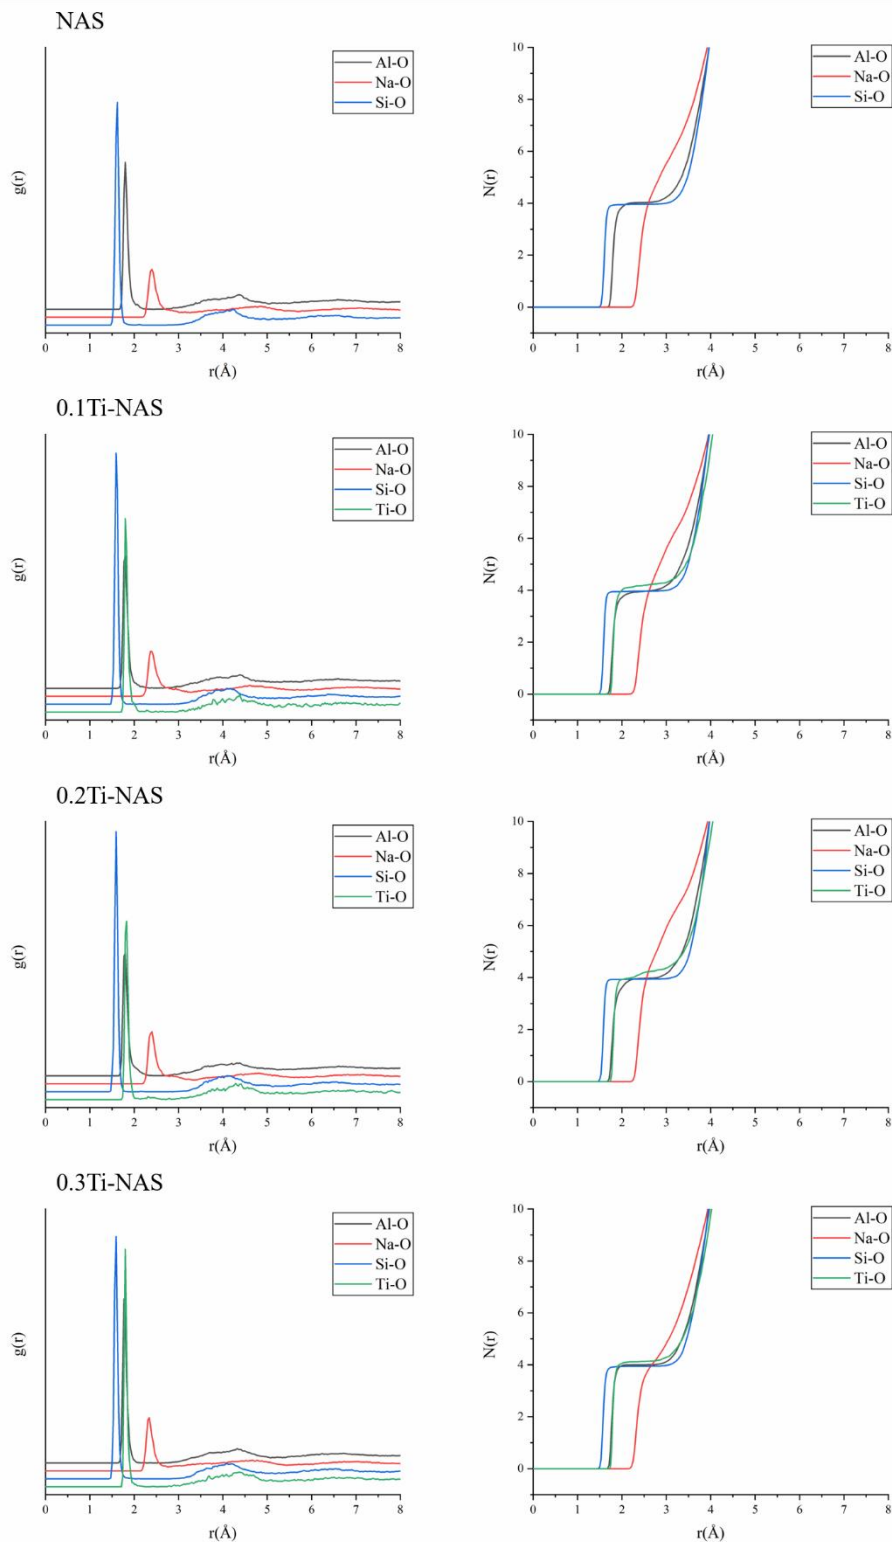 NAS
Al-O
Na-O
Si-O
g(r)
0 1 2 3 4 5 6 7 8
r(Å)
Al-O
Na-O
Si-O
N(r)
10
8
6
4
2
0
0 1 2 3 4 5 6 7 8
r(Å)
0.1Ti-NAS
Al-O
Na-O
Si-O
Ti-O
g(r)
0 1 2 3 4 5 6 7 8
r(Å)
Al-O
Na-O
Si-O
Ti-O
N(r)
10
8
6
4
2
0
0 1 2 3 4 5 6 7 8
r(Å)
0.2Ti-NAS
Al-O
Na-O
Si-O
Ti-O
g(r)
0 1 2 3 4 5 6 7 8
r(Å)
Al-O
Na-O
Si-O
Ti-O
N(r)
10
8
6
4
2
0
0 1 2 3 4 5 6 7 8
r(Å)
0.3Ti-NAS
Al-O
Na-O
Si-O
Ti-O
g(r)
0 1 2 3 4 5 6 7 8
r(Å)
Al-O
Na-O
Si-O
Ti-O
N(r)
10
8
6
4
2
0
0 1 2 3 4 5 6 7 8
r(Å)